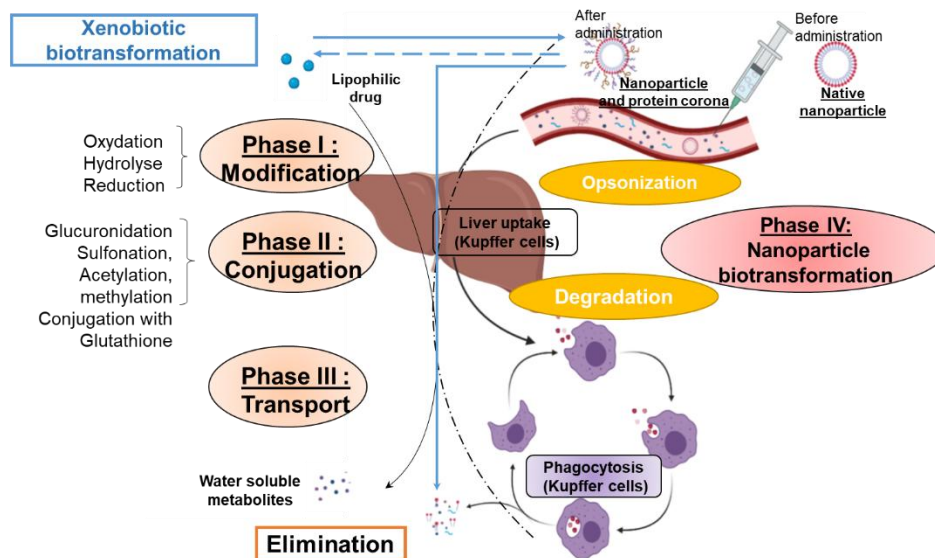 Xenobiotic
biotransformation
After
administration
Before
administration
Lipophilic
drug
Nanoparticle
and protein corona
Native
nanoparticle
Oxydation
Hydrolyse
Reduction
Phase I :
Modification
Opsonization
Glucuronidation
Sulfonation,
Acetylation,
methylation
Conjugation with
Glutathione
Phase II :
Conjugation
Liver uptake
(Kupffer cells)
Phase IV:
Nanoparticle
biotransformation
Degradation
Phase III :
Transport
Phagocytosis
(Kupffer cells)
Water soluble
metabolites
Elimination